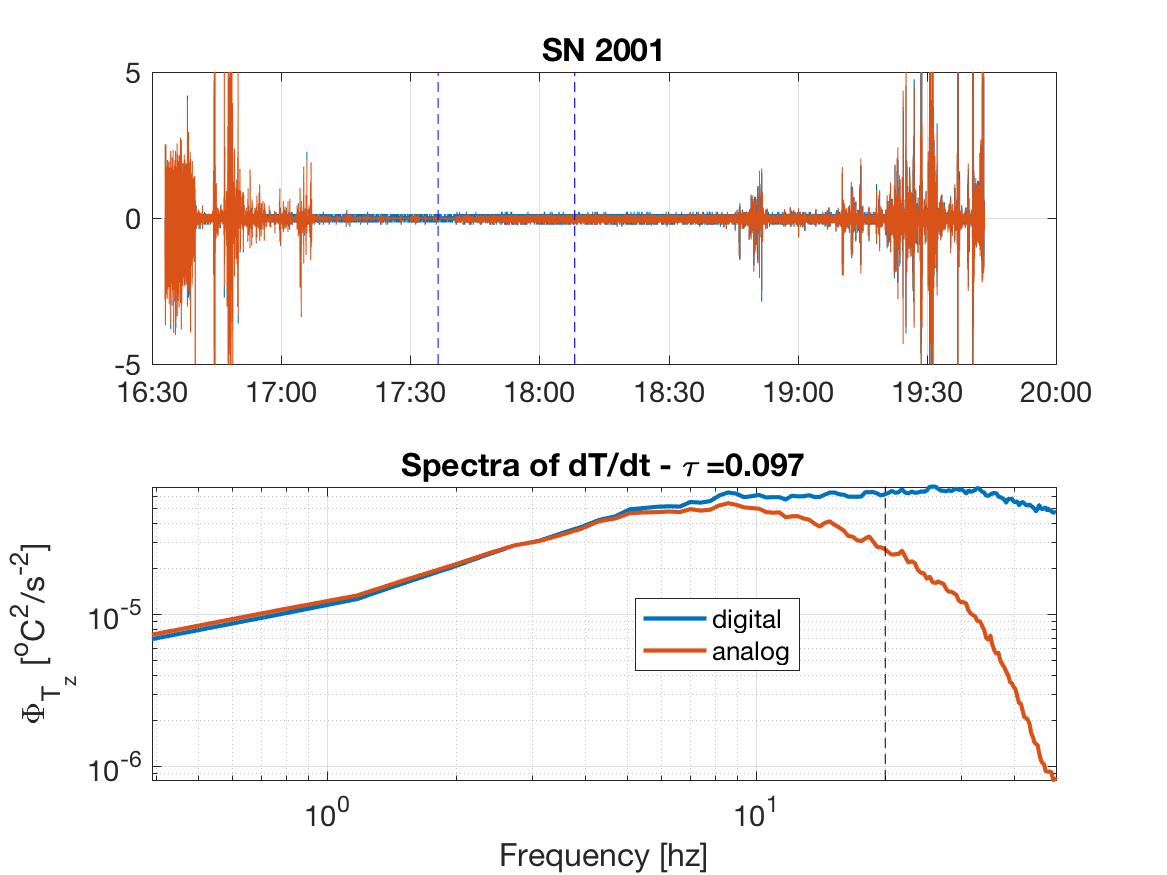 SN 2001
5
0
-5
16:30 17:00 17:30 18:00 18:30 19:00 19:30 20:00
Spectra of dT/dt - τ =0.097
Φ_{T_z} [°C²/s⁻²]
10⁻⁵
10⁻⁶
digital
analog
10⁰ 10¹
Frequency [hz]